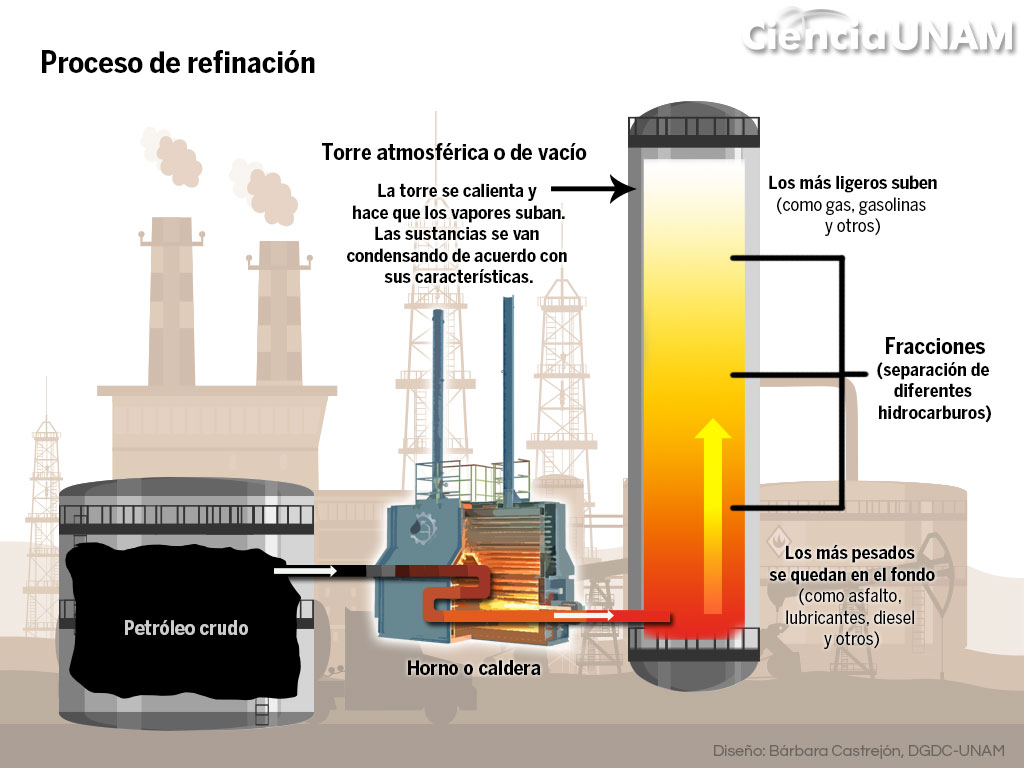 Ciencia UNAM
Proceso de refinación
Torre atmosférica o de vacío
La torre se calienta y
hace que los vapores suban.
Las sustancias se van
condensando de acuerdo con
sus características.
Los más ligeros suben
(como gas, gasolinas
y otros)
Fracciones
(separación de
diferentes
hidrocarburos)
Los más pesados
se quedan en el fondo
(como asfalto,
lubricantes, diesel
y otros)
Petróleo crudo
Horno o caldera
Diseño: Bárbara Castrejón, DGDC-UNAM